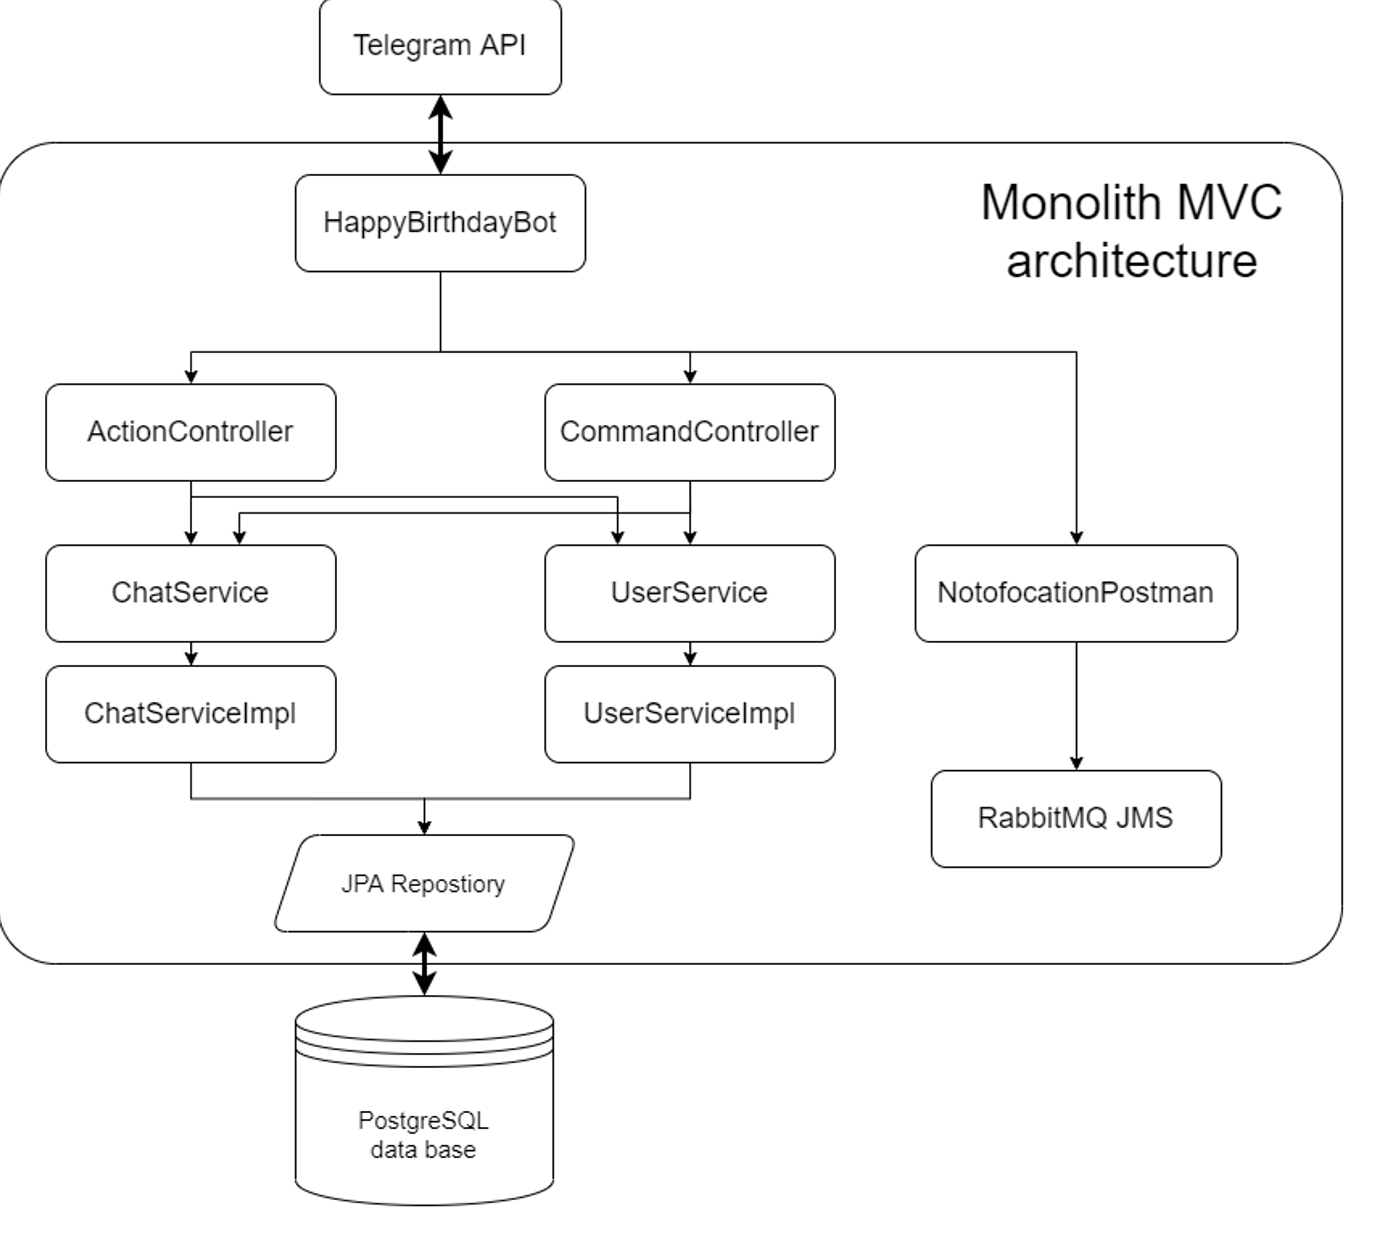 Telegram API
HappyBirthdayBot
Monolith MVC
architecture
ActionController
CommandController
ChatService
UserService
NotofocationPostman
ChatServiceImpl
UserServiceImpl
RabbitMQ JMS
JPA Repostiory
PostgreSQL
data base